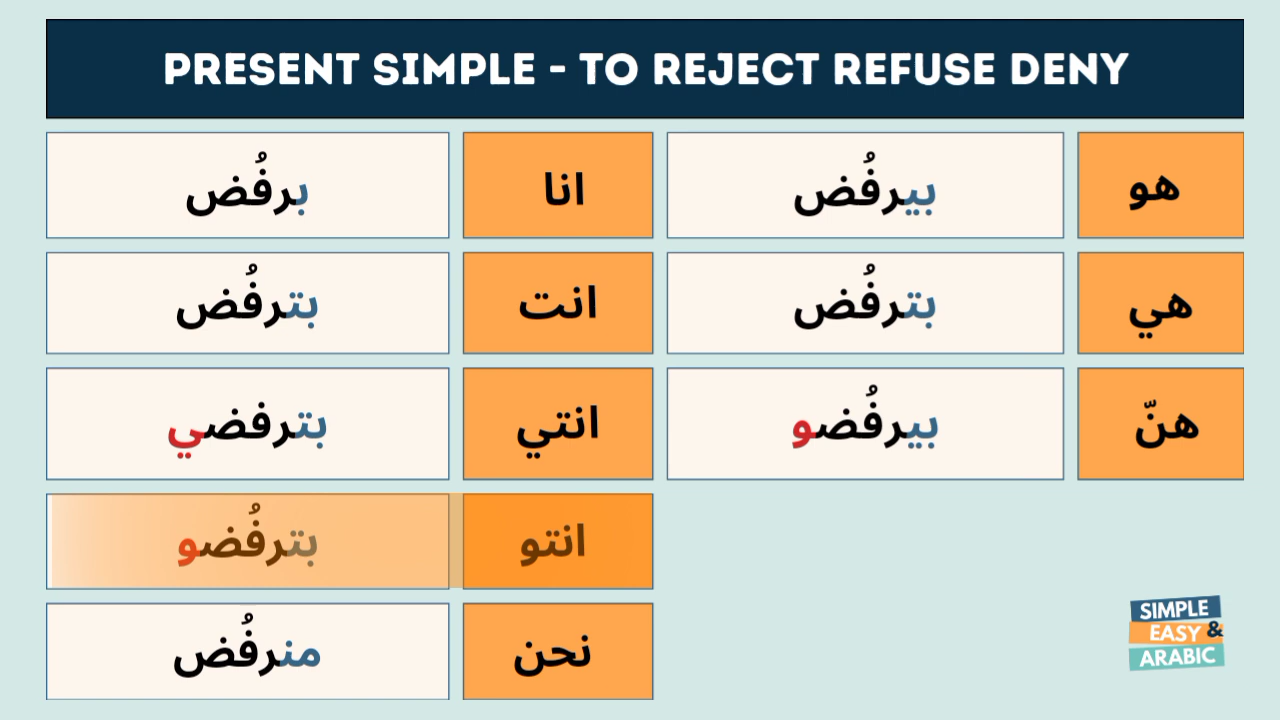 PRESENT SIMPLE - TO REJECT REFUSE DENY
هو بيرفُض انا برفُض
هي بترفُض انت بترفُض
هنّ بيرفُضو انتي بترفضي
انتو بترفُضو
نحن منرفُض
SIMPLE
EASY &
ARABIC